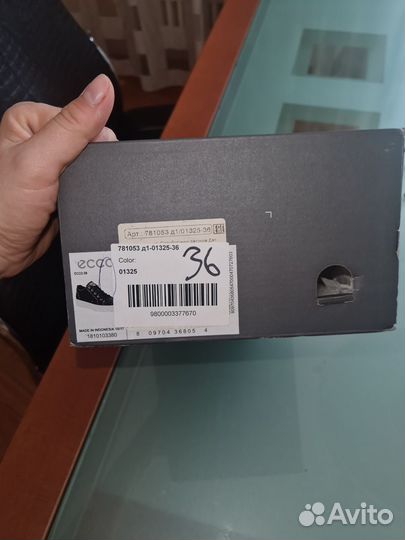 Арт.: 781053 д1/01325-36
781053 д1-01325-36
ecco
Color:
36
01325
9800003377670
MADE IN INDONESIA
1810103380
8 09704 36805 4
Avito